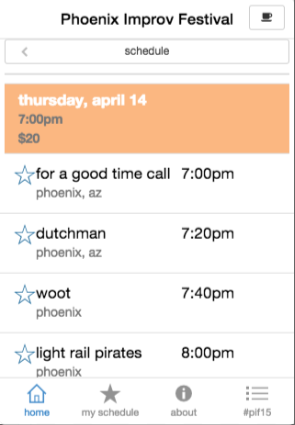 Phoenix Improv Festival
schedule
thursday, april 14
7:00pm
$20
for a good time call 7:00pm
phoenix, az
dutchman 7:20pm
phoenix, az
woot 7:40pm
phoenix
light rail pirates 8:00pm
phoenix
home my schedule about #pif15